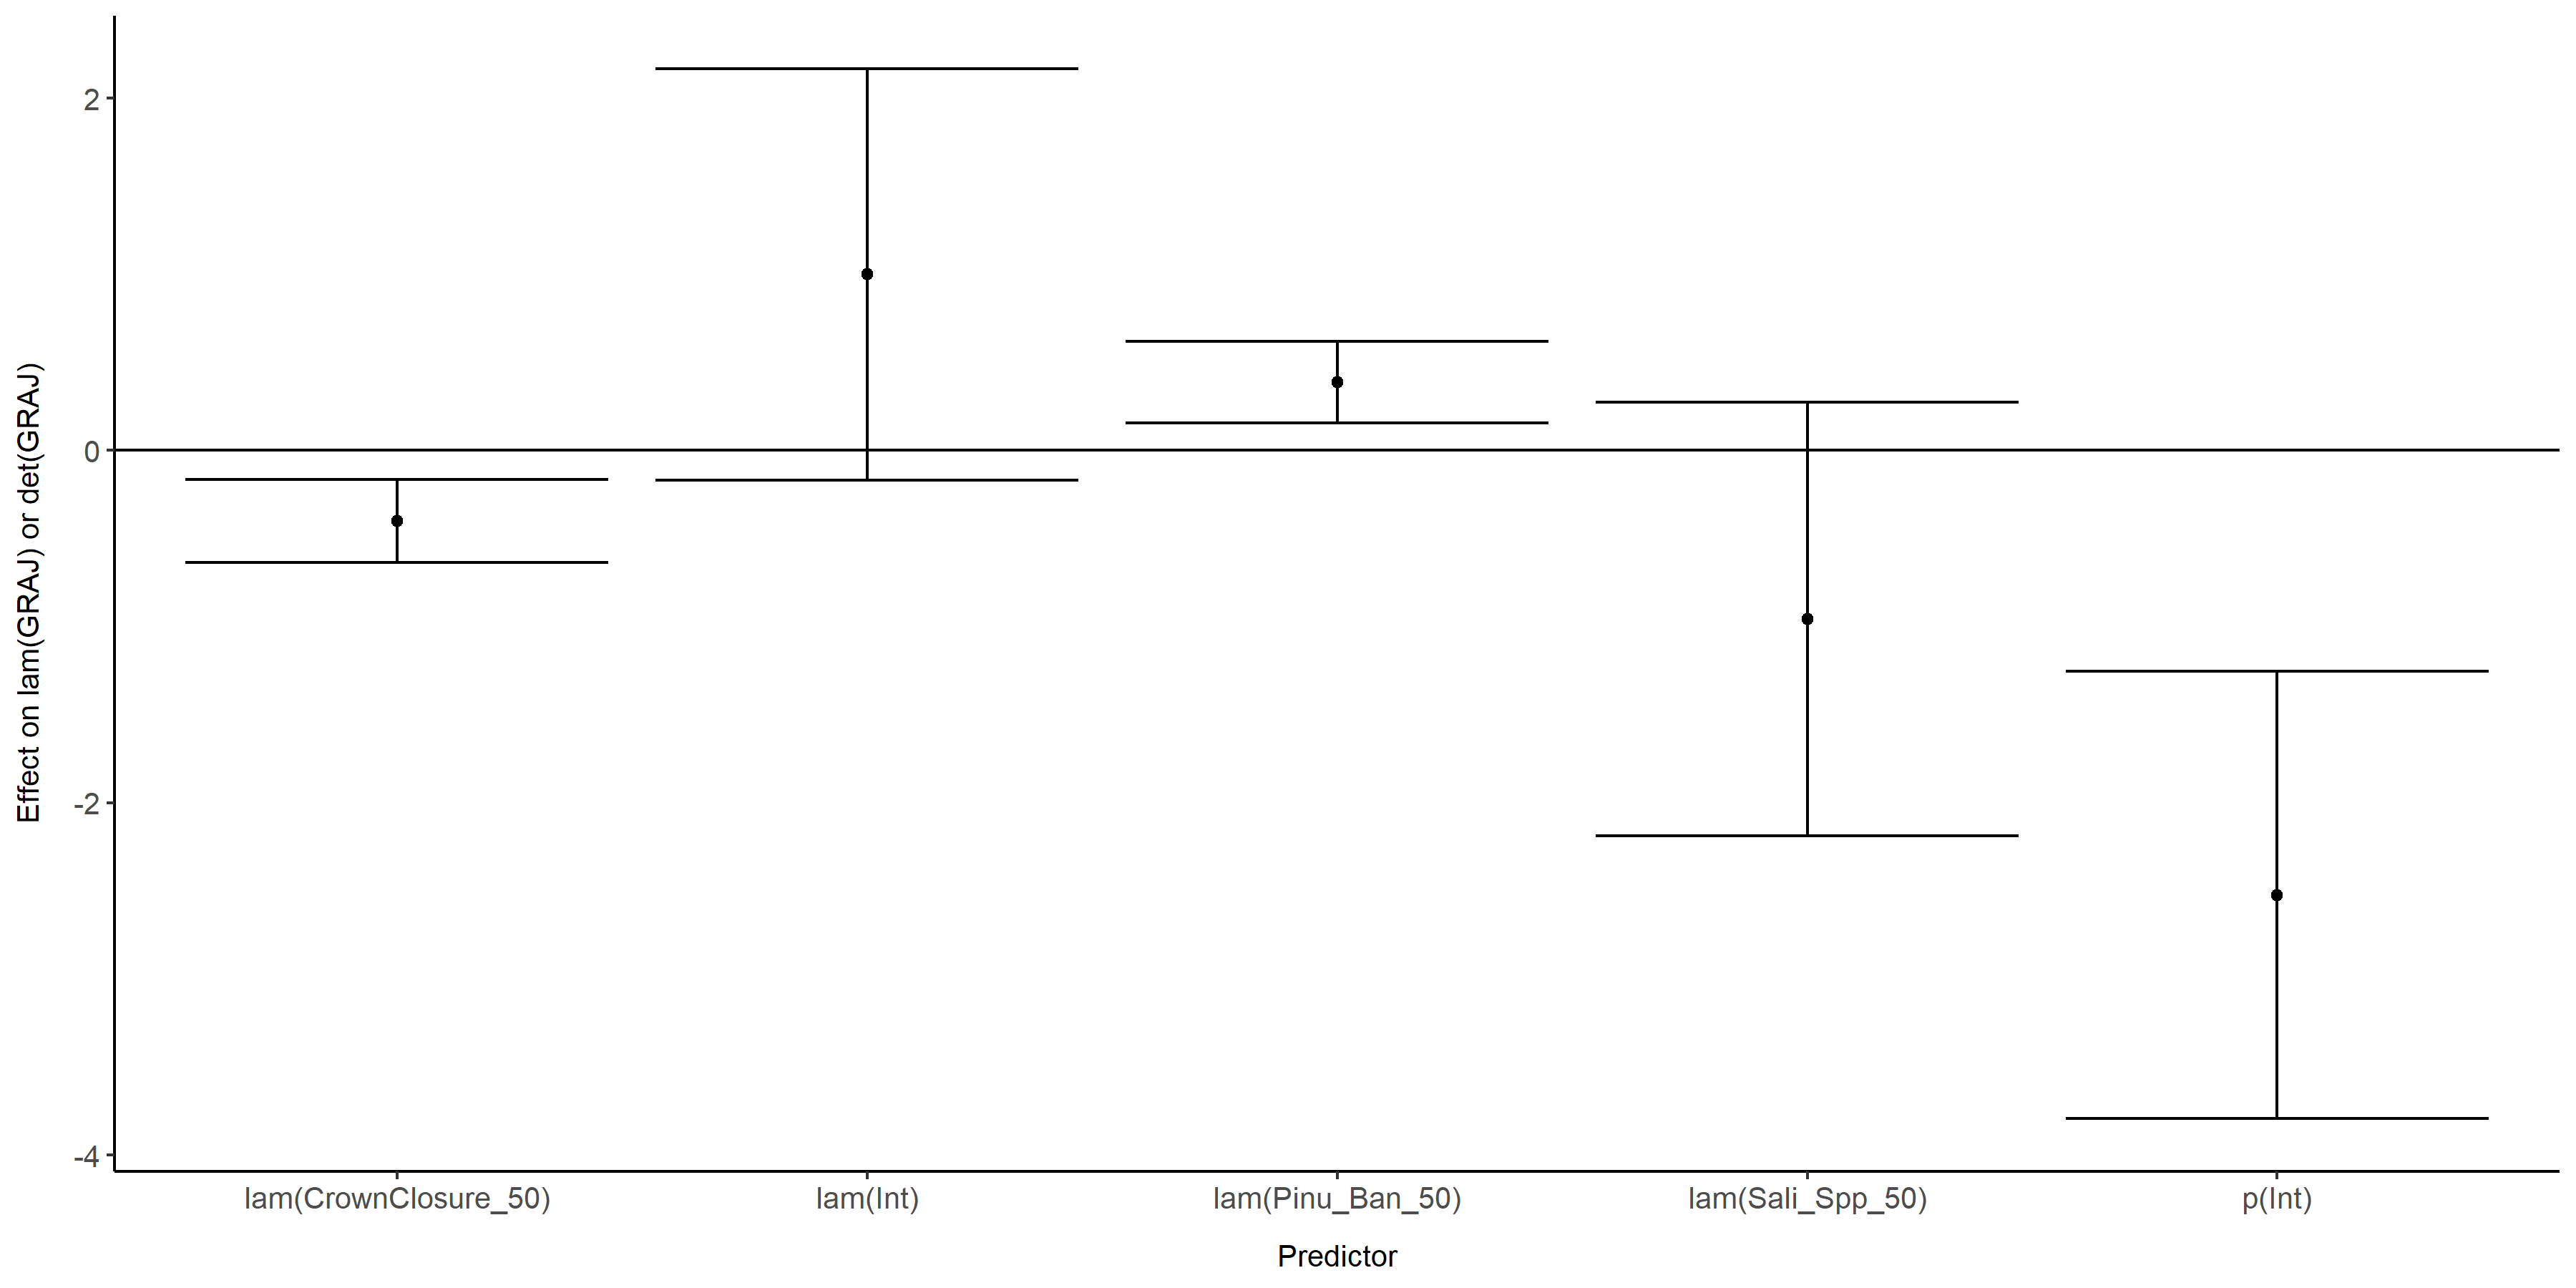 Effect on lam(GRAJ) or det(GRAJ)
2
0
-2
-4
lam(CrownClosure_50)
lam(Int)
lam(Pinu_Ban_50)
lam(Sali_Spp_50)
p(Int)
Predictor